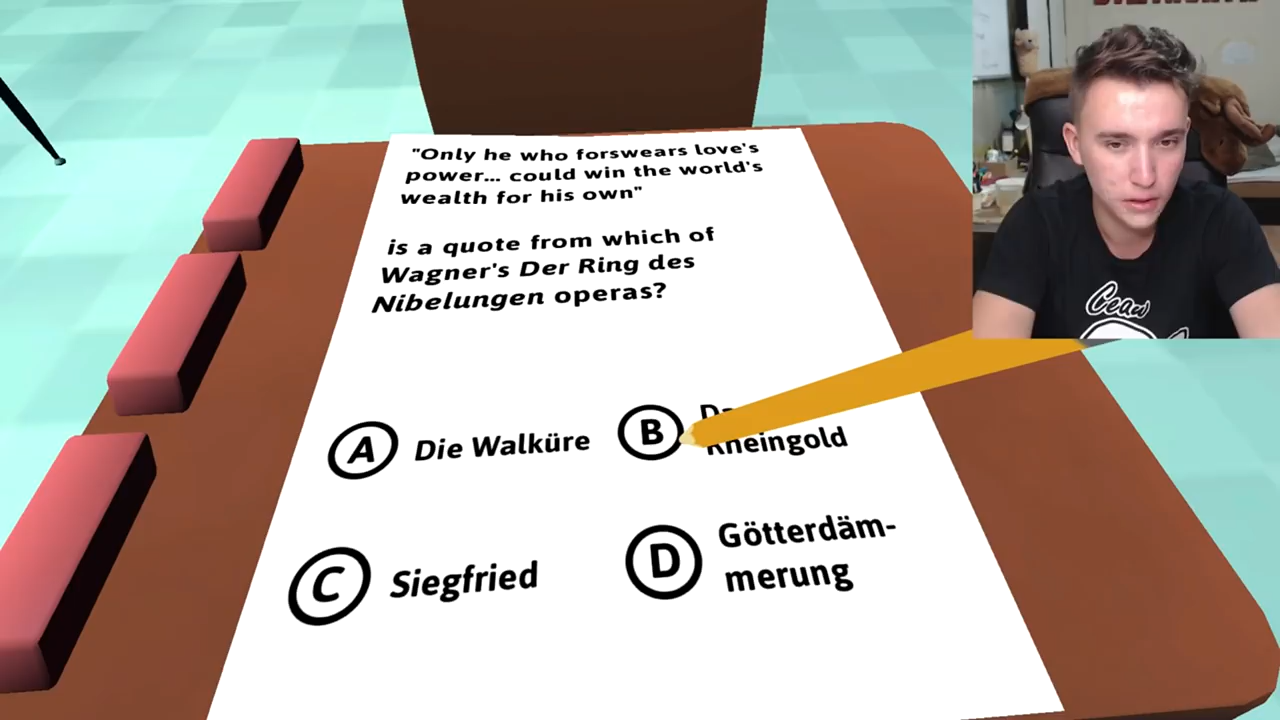 "Only he who forswears love's
power... could win the world's
wealth for his own"
is a quote from which of
Wagner's Der Ring des
Nibelungen operas?
A Die Walküre
B
Rheingold
C Siegfried
D Götterdäm-
merung